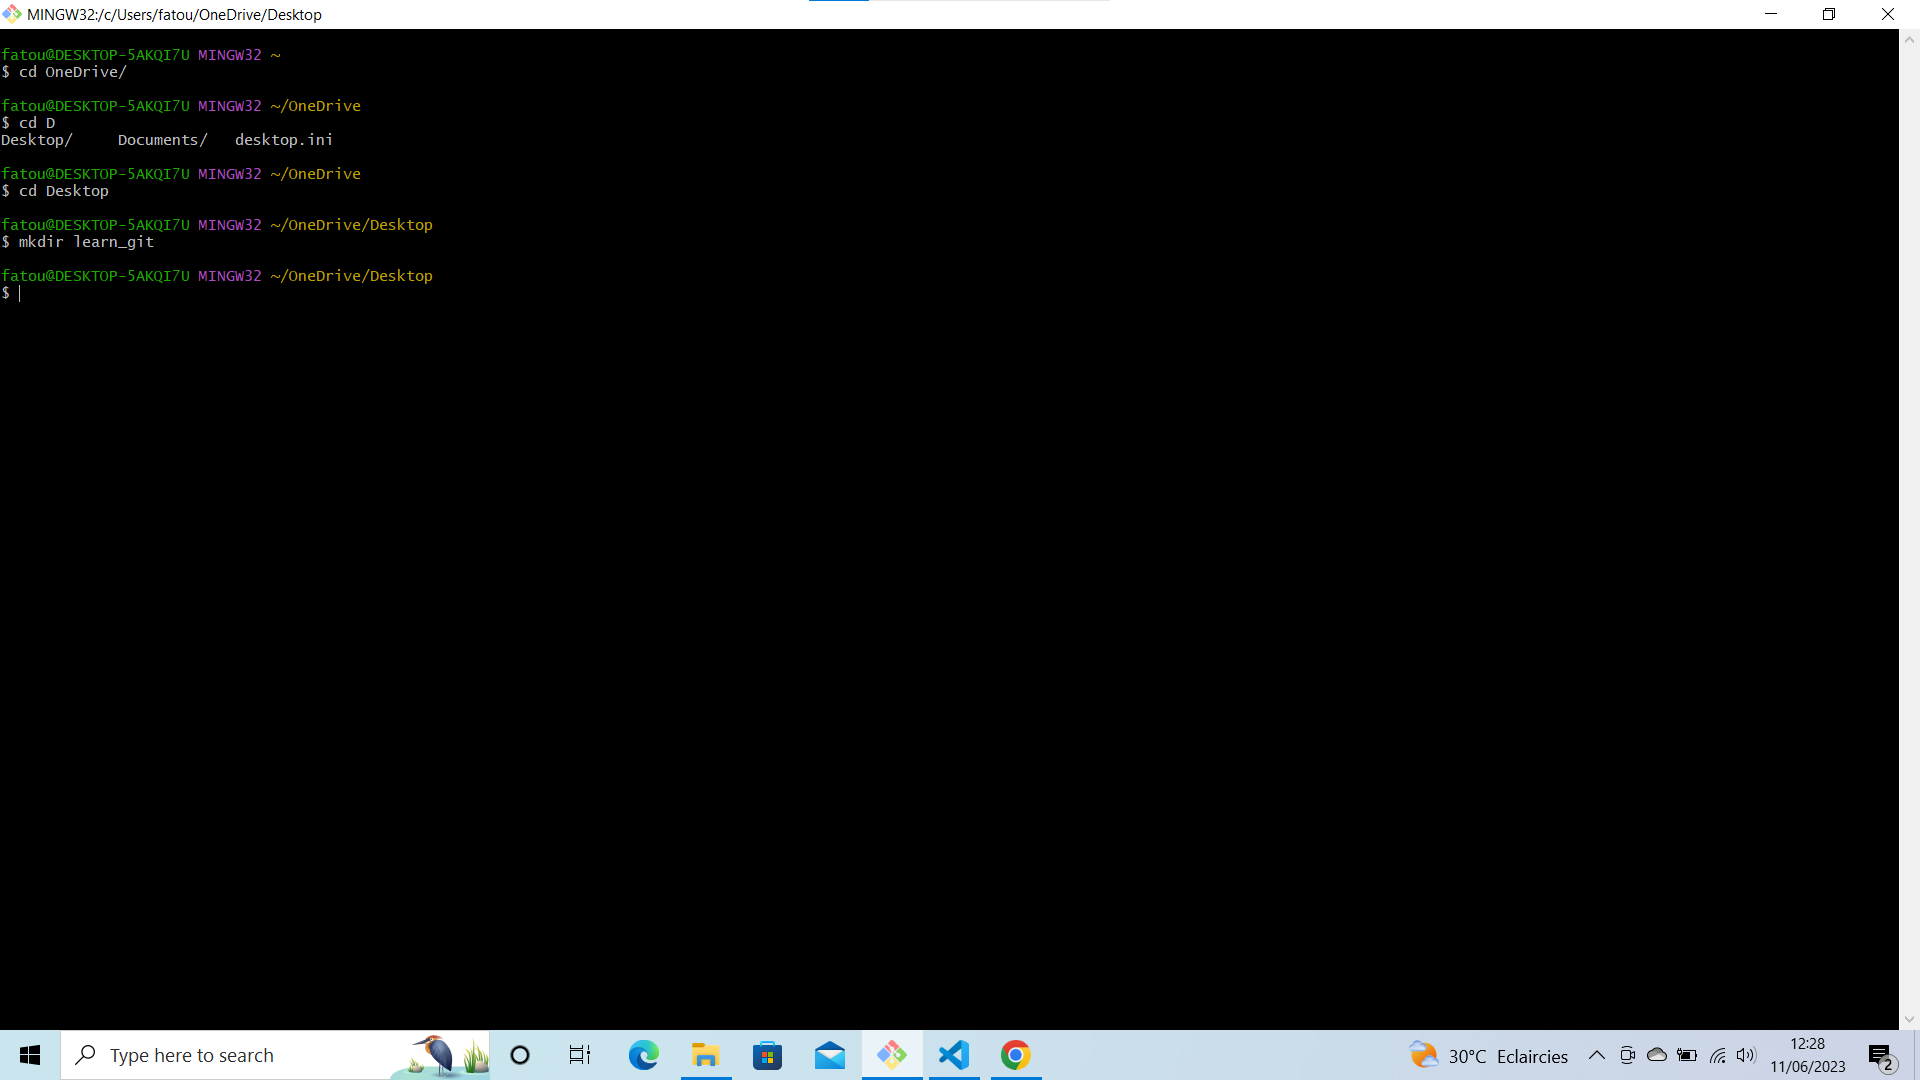 MINGW32:/c/Users/fatou/OneDrive/Desktop
fatou@DESKTOP-5AKQI7U MINGW32 ~
$ cd OneDrive/
fatou@DESKTOP-5AKQI7U MINGW32 ~/OneDrive
$ cd D
Desktop/     Documents/   desktop.ini
fatou@DESKTOP-5AKQI7U MINGW32 ~/OneDrive
$ cd Desktop
fatou@DESKTOP-5AKQI7U MINGW32 ~/OneDrive/Desktop
$ mkdir learn_git
fatou@DESKTOP-5AKQI7U MINGW32 ~/OneDrive/Desktop
$
Type here to search
30°C Eclaircies
12:28
11/06/2023
2